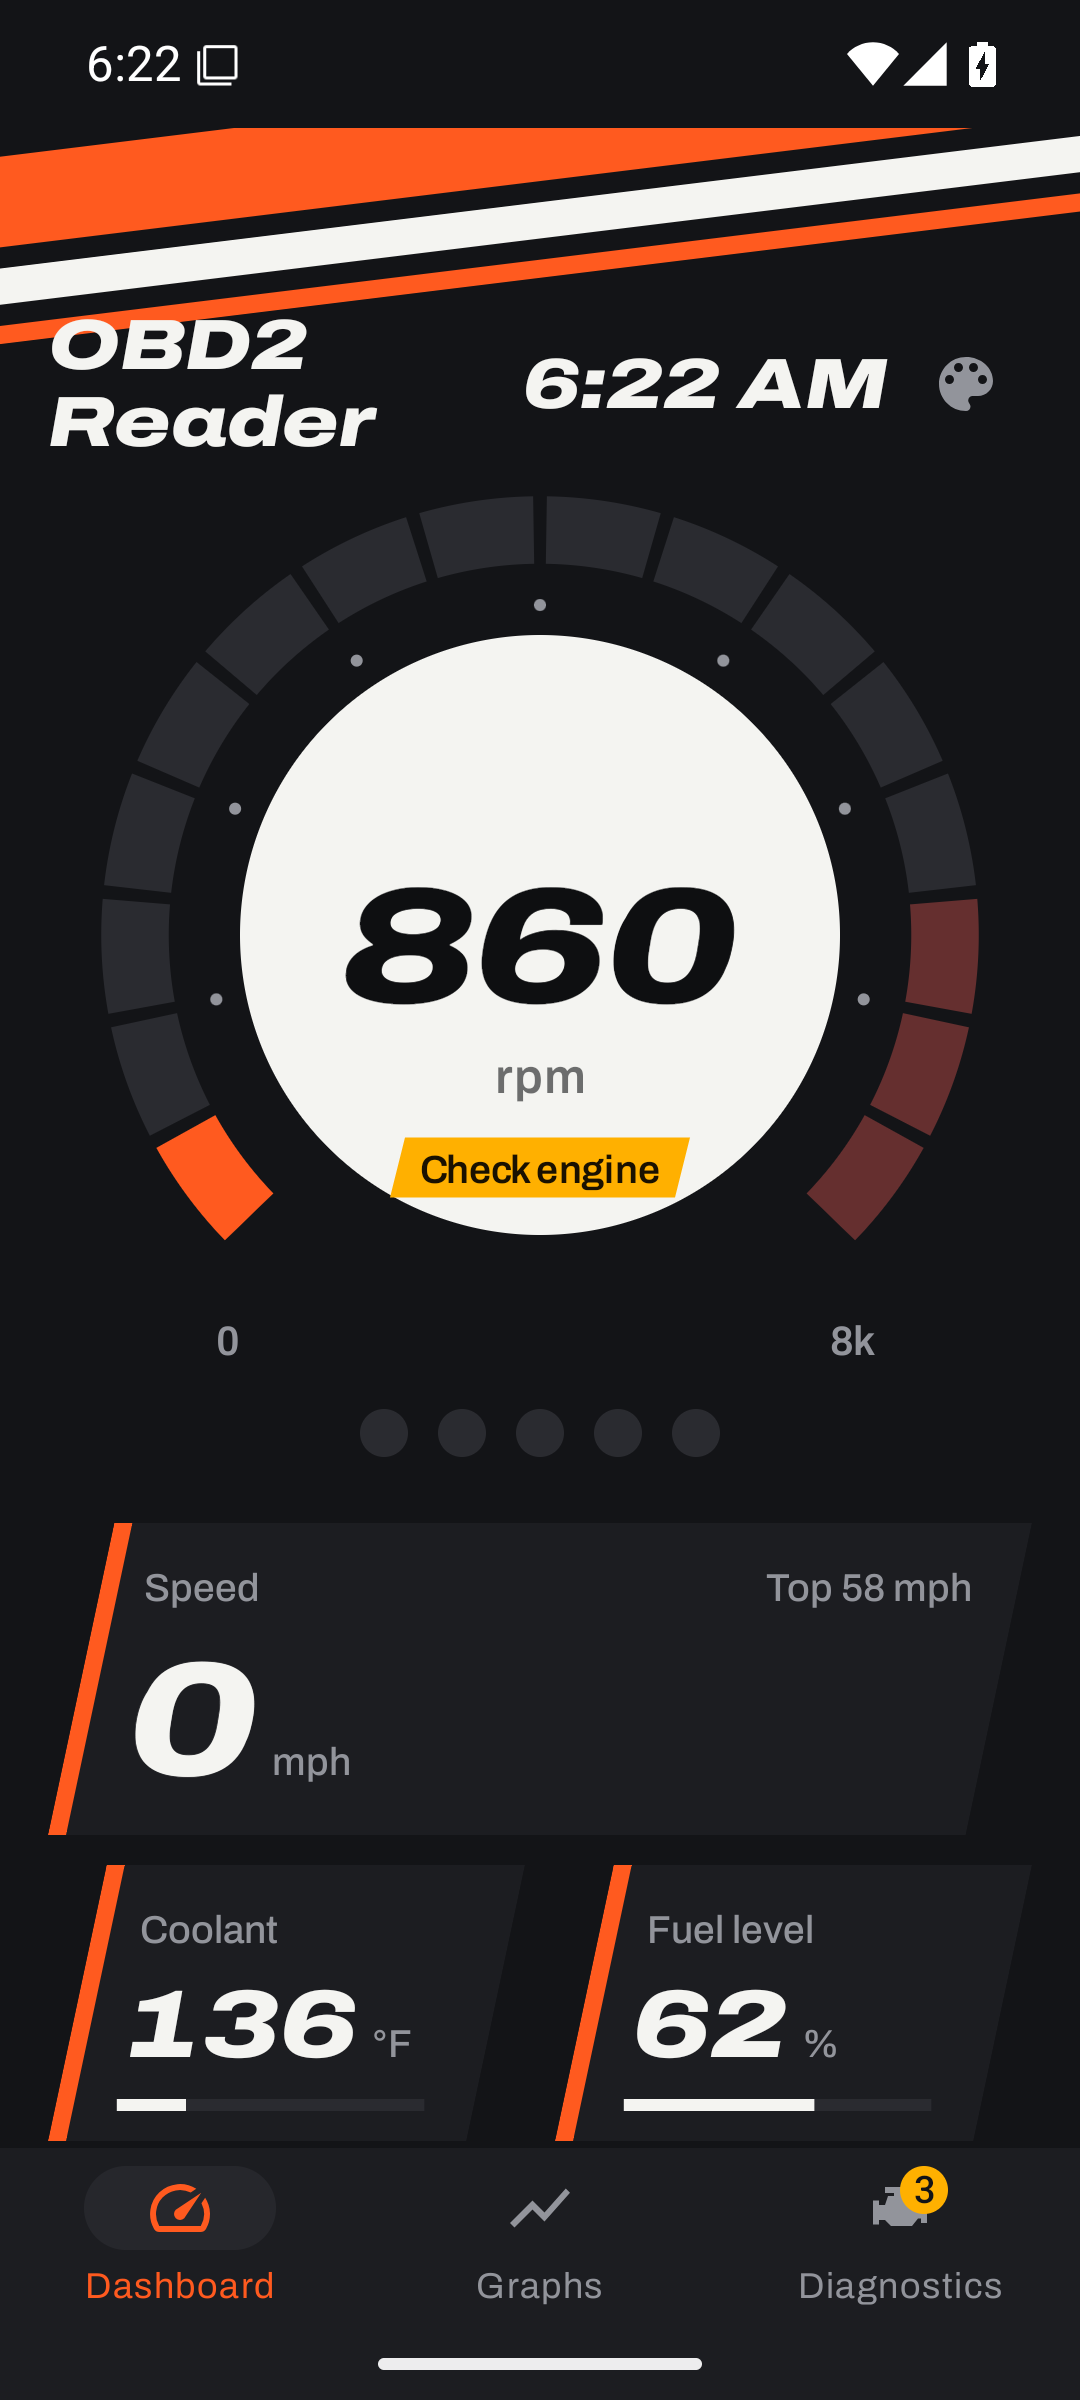 6:22
OBD2
Reader
6:22 AM
860
rpm
Check engine
0
8k
Speed
Top 58 mph
0 mph
Coolant
136 °F
Fuel level
62 %
3
Dashboard
Graphs
Diagnostics